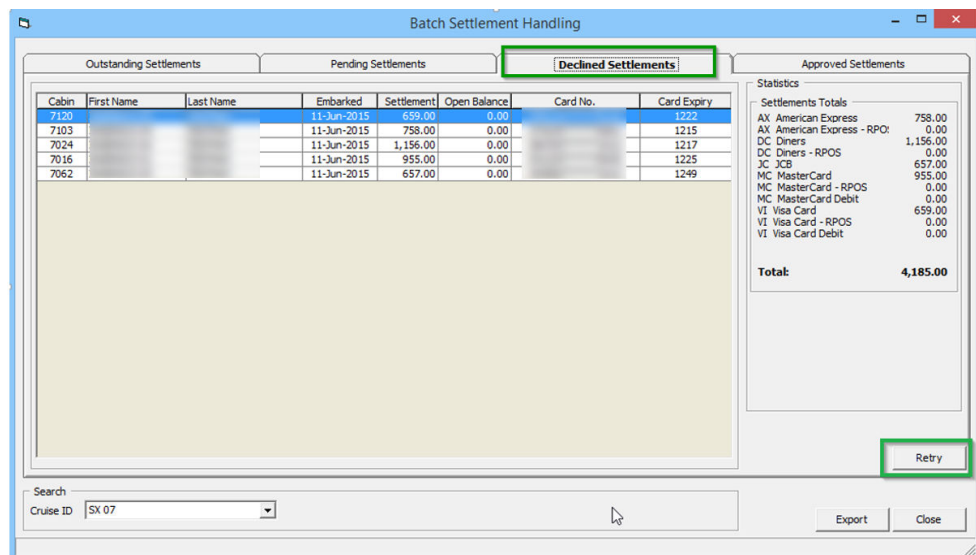 Batch Settlement Handling
Outstanding Settlements Pending Settlements Declined Settlements Approved Settlements
Cabin First Name Last Name Embarked Settlement Open Balance Card No. Card Expiry
7120 11-Jun-2015 659.00 0.00 1222
7103 11-Jun-2015 758.00 0.00 1215
7024 11-Jun-2015 1,156.00 0.00 1217
7016 11-Jun-2015 955.00 0.00 1225
7062 11-Jun-2015 657.00 0.00 1249
Statistics
Settlements Totals
AX American Express 758.00
AX American Express - RPO: 0.00
DC Diners 1,156.00
DC Diners - RPOS 0.00
JC JCB 657.00
MC MasterCard 955.00
MC MasterCard - RPOS 0.00
MC MasterCard Debit 0.00
VI Visa Card 659.00
VI Visa Card - RPOS 0.00
VI Visa Card Debit 0.00
Total: 4,185.00
Retry
Search
Cruise ID SX 07
Export Close